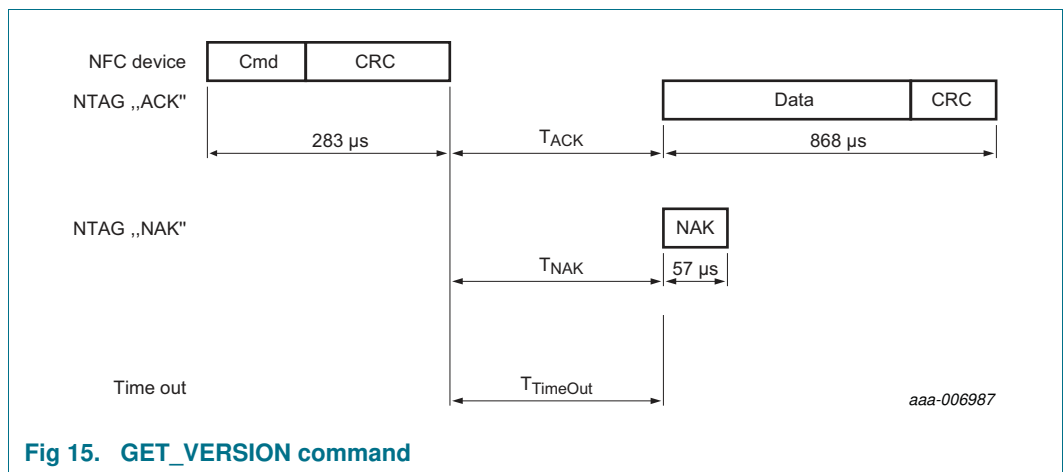 NFC device Cmd CRC
NTAG ,,ACK" Data CRC
283 µs TACK 868 µs
NTAG ,,NAK" NAK
TNAK 57 µs
Time out TTimeOut aaa-006987
Fig 15. GET_VERSION command